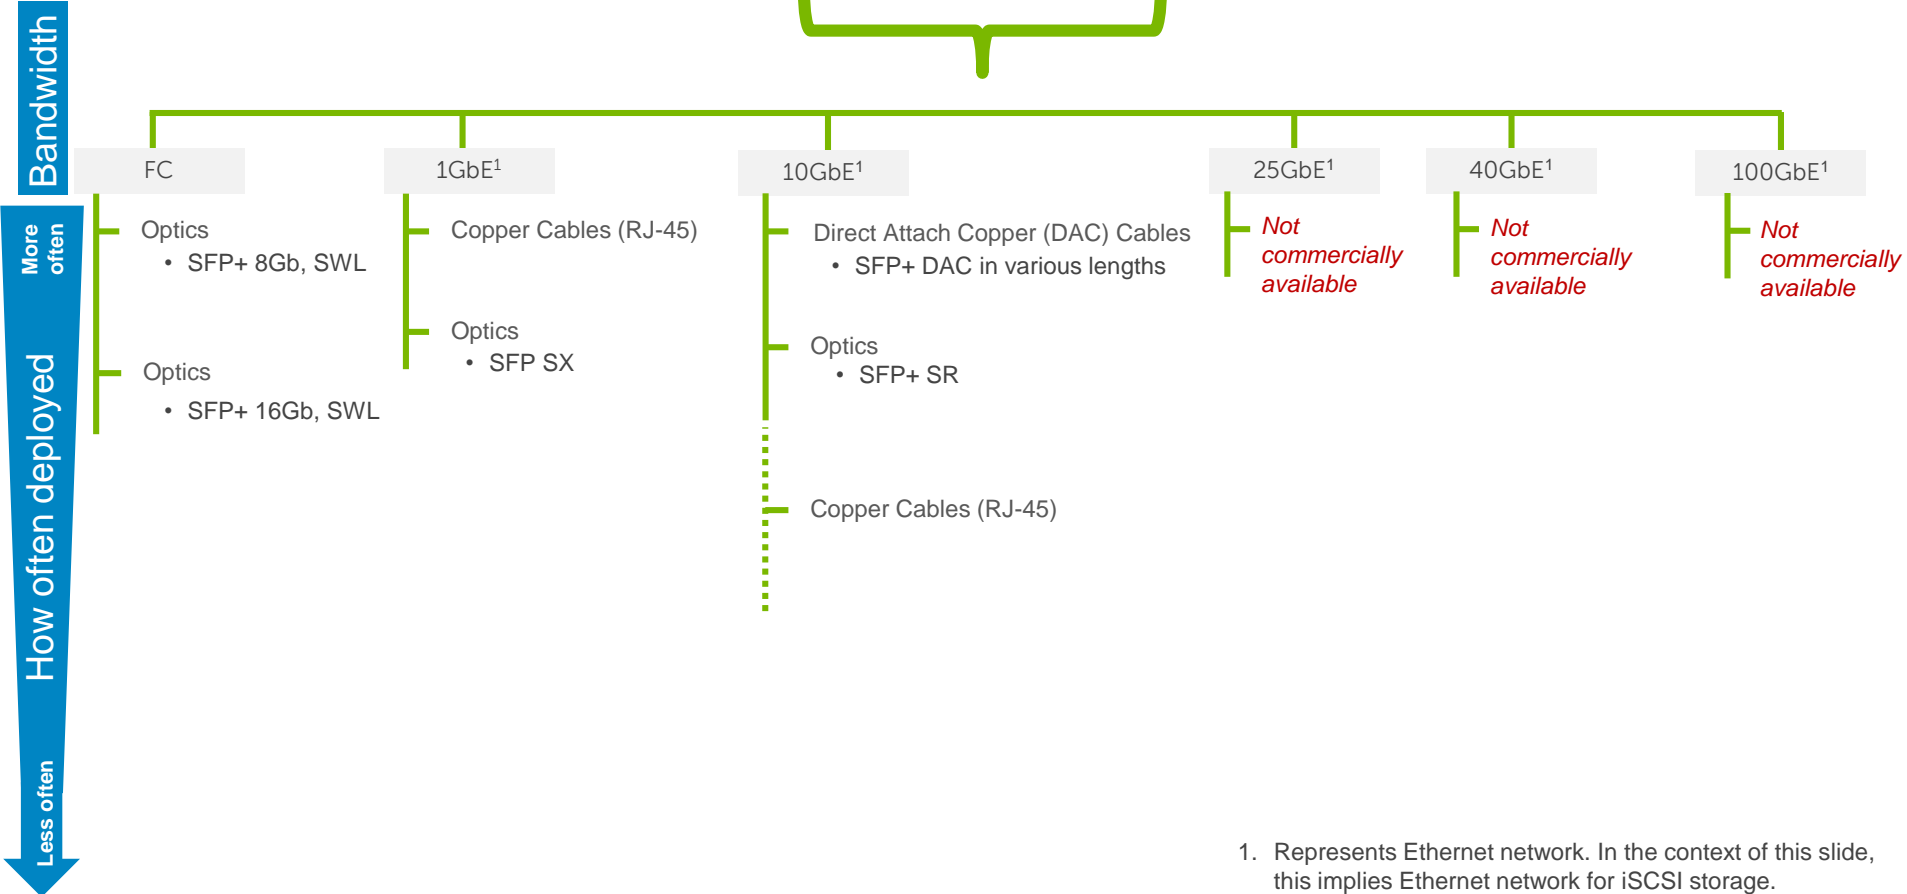 Bandwidth
FC
1GbE¹
10GbE¹
25GbE¹
40GbE¹
100GbE¹
More
often
How often deployed
Less often
Optics
• SFP+ 8Gb, SWL
Optics
• SFP+ 16Gb, SWL
Copper Cables (RJ-45)
Optics
• SFP SX
Direct Attach Copper (DAC) Cables
• SFP+ DAC in various lengths
Optics
• SFP+ SR
Copper Cables (RJ-45)
Not
commercially
available
Not
commercially
available
Not
commercially
available
1. Represents Ethernet network. In the context of this slide,
this implies Ethernet network for iSCSI storage.